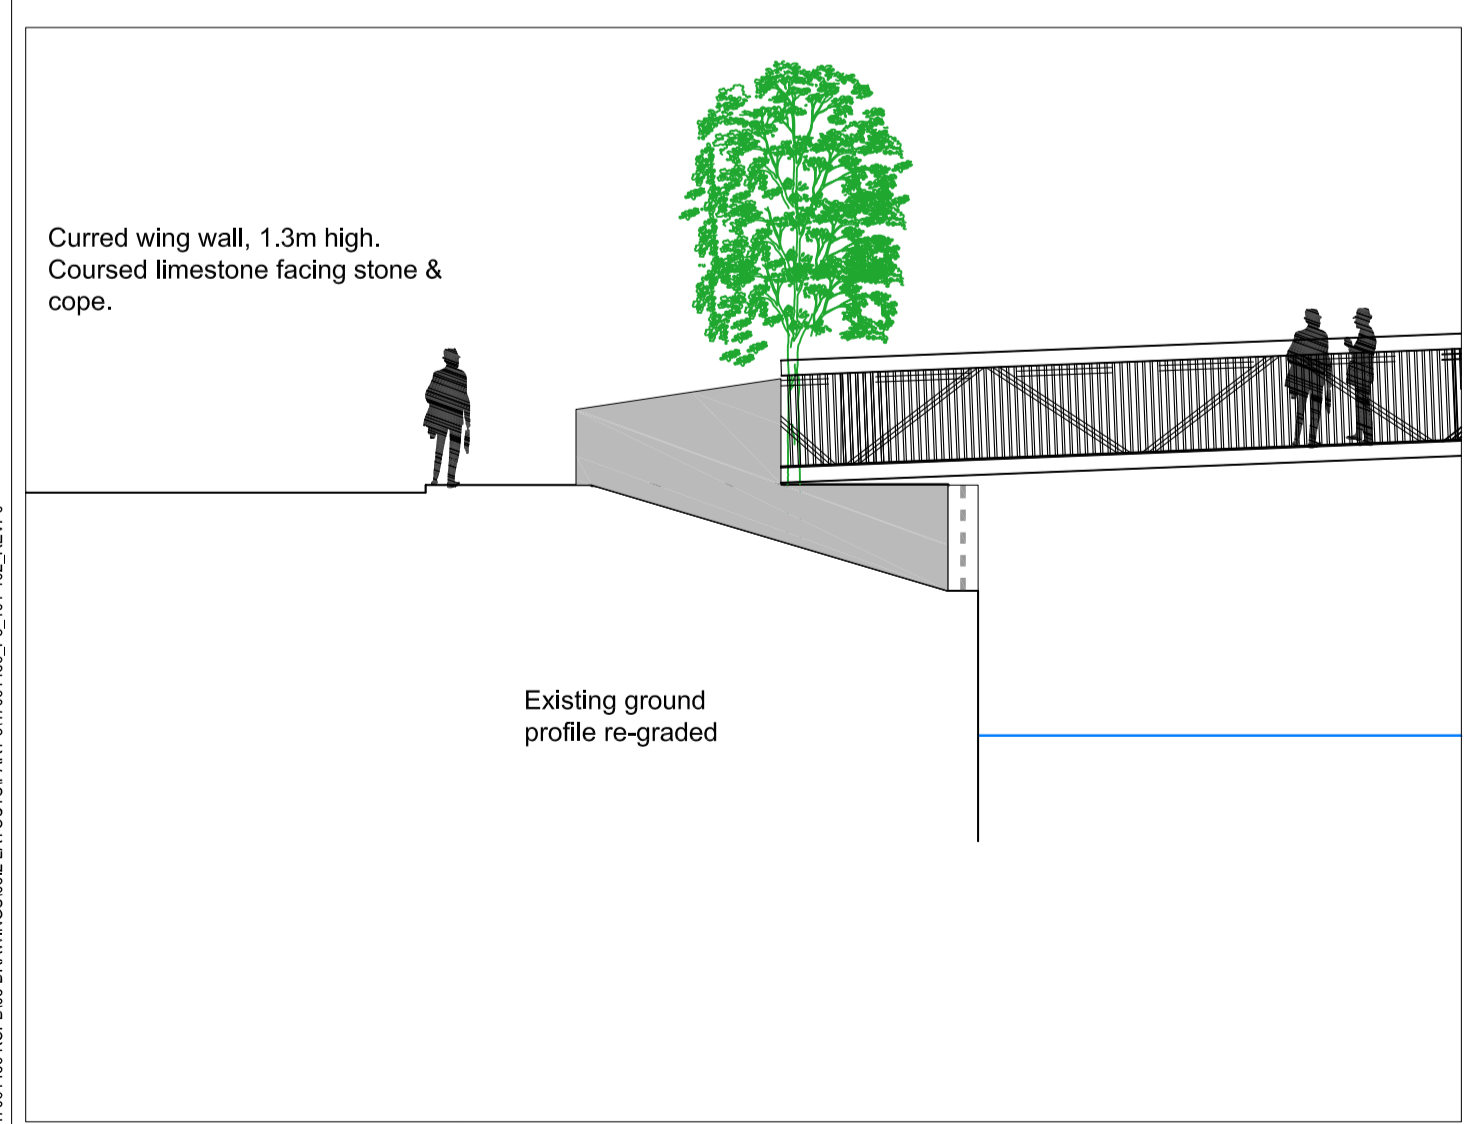 Curred wing wall, 1.3m high.
Coursed limestone facing stone &
cope.
Existing ground
profile re-graded